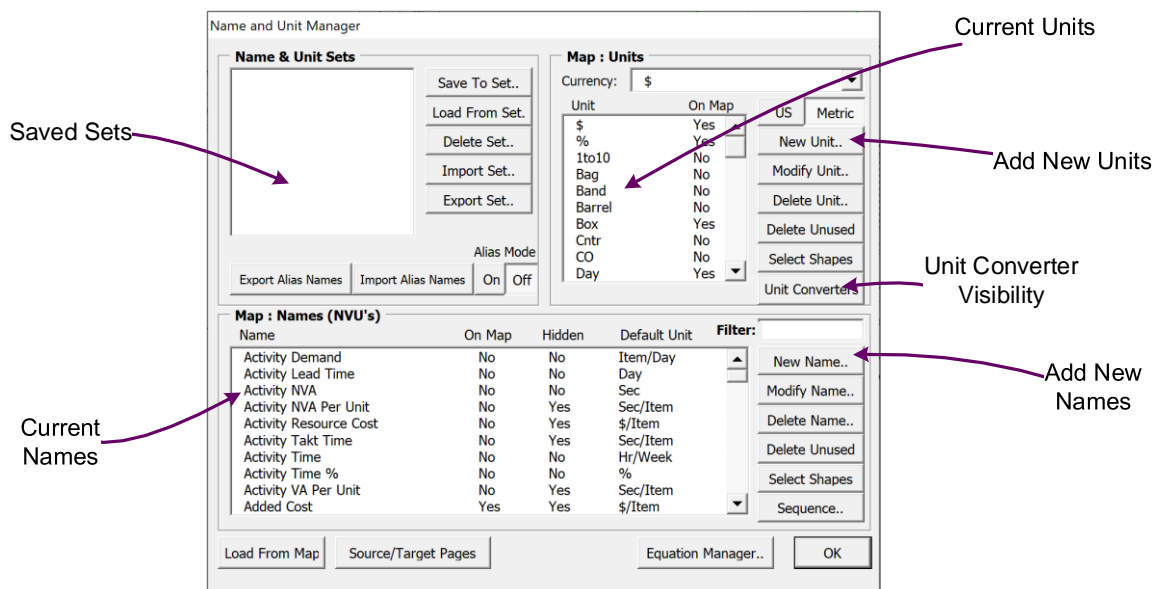 Name and Unit Manager
Current Units
Name & Unit Sets
Map : Units
Saved Sets
Save To Set..
Load From Set.
Delete Set..
Import Set..
Export Set..
Alias Mode
Export Alias Names Import Alias Names On Off
Currency: $
Unit On Map
$ Yes
% Yes
1to10 No
Bag No
Band No
Barrel No
Box Yes
Cntr No
CO No
Day Yes
US Metric
New Unit..
Modify Unit..
Delete Unit..
Delete Unused
Select Shapes
Unit Converters
Add New Units
Unit Converter
Visibility
Map : Names (NVU's)
Name On Map Hidden Default Unit Filter:
Activity Demand No No Item/Day
Activity Lead Time No No Day
Activity NVA No No Sec
Activity NVA Per Unit No Yes Sec/Item
Activity Resource Cost No Yes $/Item
Activity Takt Time No Yes Sec/Item
Activity Time No No Hr/Week
Activity Time % No No %
Activity VA Per Unit No Yes Sec/Item
Added Cost Yes Yes $/Item
Current
Names
New Name..
Modify Name..
Delete Name..
Delete Unused
Select Shapes
Sequence..
Add New
Names
Load From Map Source/Target Pages Equation Manager.. OK